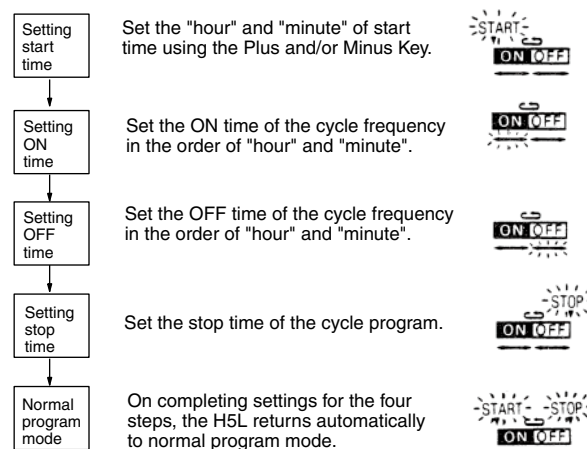 Setting
start
time
Set the "hour" and "minute" of start
time using the Plus and/or Minus Key.
START
ON OFF
Setting
ON
time
Set the ON time of the cycle frequency
in the order of "hour" and "minute".
ON OFF
Setting
OFF
time
Set the OFF time of the cycle frequency
in the order of "hour" and "minute".
ON OFF
Setting
stop
time
Set the stop time of the cycle program.
STOP
ON OFF
Normal
program
mode
On completing settings for the four
steps, the H5L returns automatically
to normal program mode.
START STOP
ON OFF